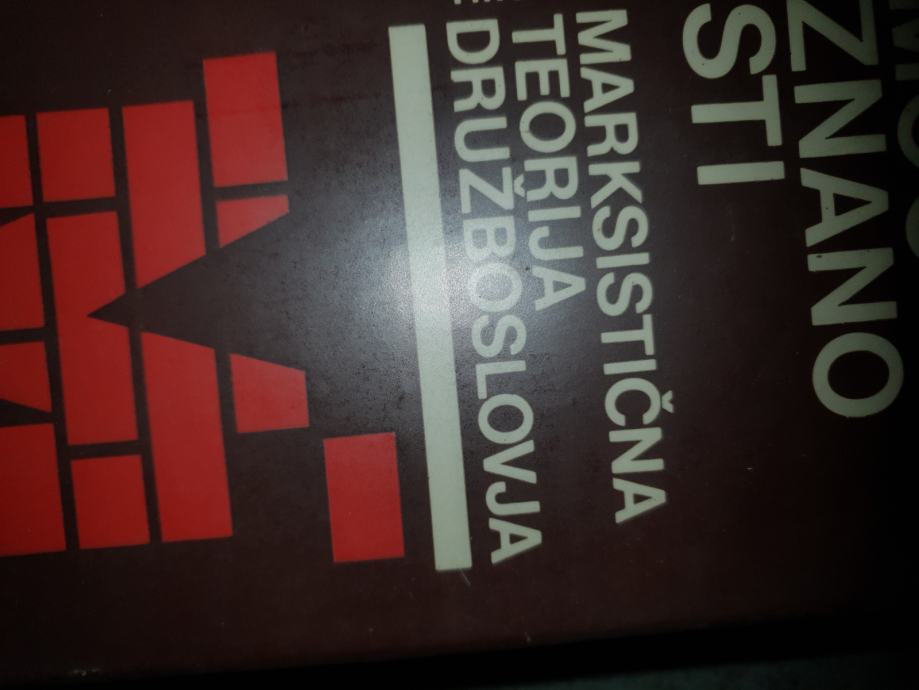 ZNANO
STI
MARKSISTIČNA
TEORIJA
DRUŽBOSLOVJA